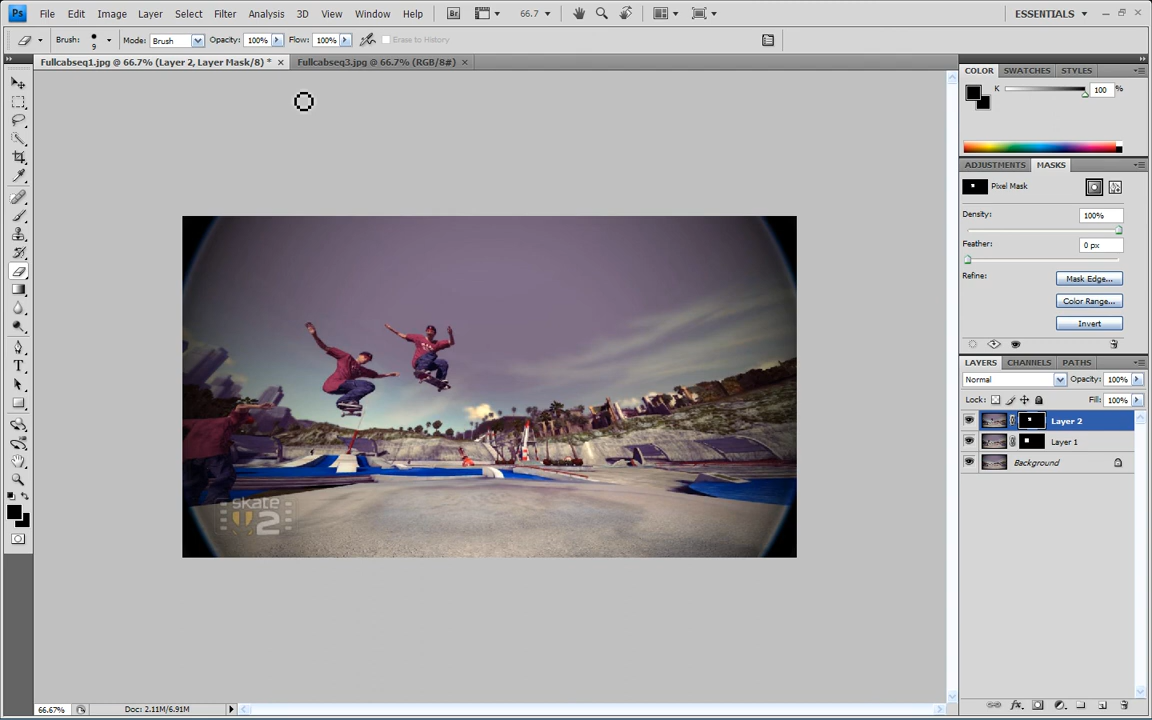 Ps File Edit Image Layer Select Filter Analysis 3D View Window Help Br 66.7 ESSENTIALS
Brush: 9 Mode: Brush Opacity: 100% Flow: 100% Erase to History
Fullcabseq1.jpg @ 66.7% (Layer 2, Layer Mask/8) * Fullcabseq3.jpg @ 66.7% (RGB/8#)
COLOR SWATCHES STYLES
K 100 %
ADJUSTMENTS MASKS
Pixel Mask
Density: 100%
Feather: 0 px
Refine: Mask Edge...
Color Range...
Invert
LAYERS CHANNELS PATHS
Normal Opacity: 100%
Lock: Fill: 100%
Layer 2
Layer 1
Background
skate
2
66.67% Doc: 2.11M/6.91M